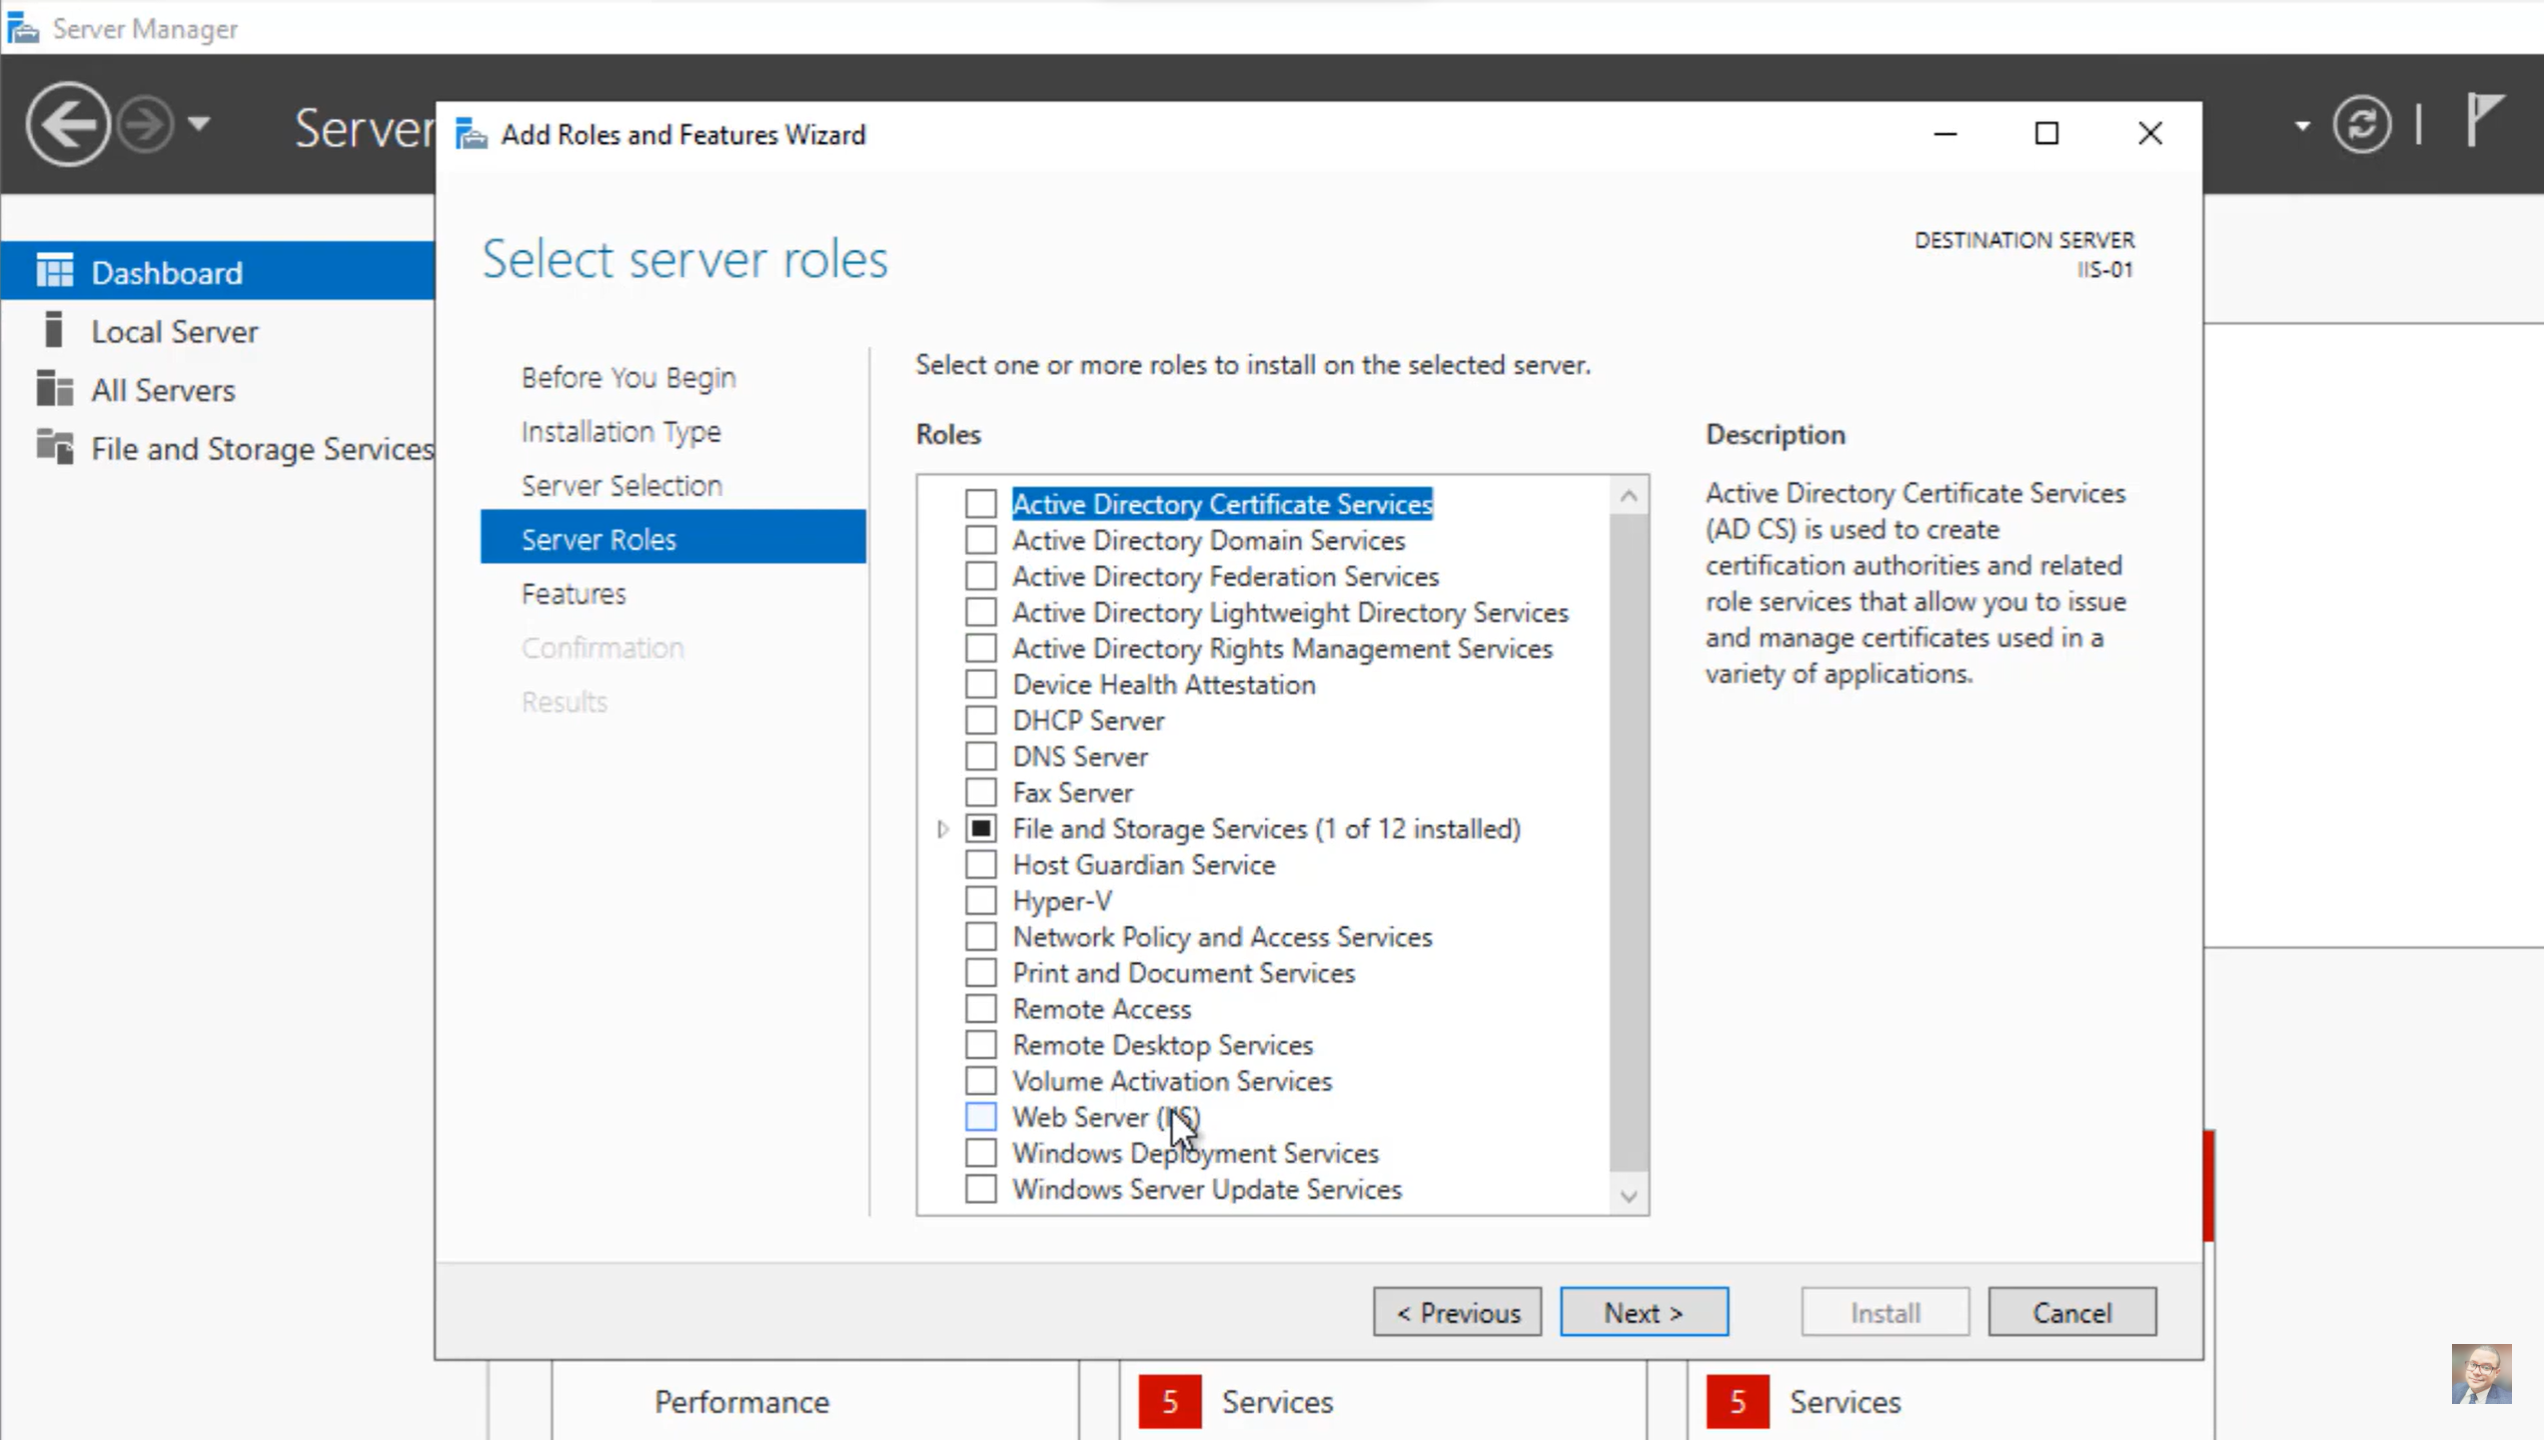 Server Manager
Server
Add Roles and Features Wizard
Select server roles
DESTINATION SERVER
IIS-01
Dashboard
Local Server
All Servers
File and Storage Services
Before You Begin
Installation Type
Server Selection
Server Roles
Features
Confirmation
Results
Select one or more roles to install on the selected server.
Roles
Active Directory Certificate Services
Active Directory Domain Services
Active Directory Federation Services
Active Directory Lightweight Directory Services
Active Directory Rights Management Services
Device Health Attestation
DHCP Server
DNS Server
Fax Server
File and Storage Services (1 of 12 installed)
Host Guardian Service
Hyper-V
Network Policy and Access Services
Print and Document Services
Remote Access
Remote Desktop Services
Volume Activation Services
Web Server (IIS)
Windows Deployment Services
Windows Server Update Services
Description
Active Directory Certificate Services
(AD CS) is used to create
certification authorities and related
role services that allow you to issue
and manage certificates used in a
variety of applications.
< Previous
Next >
Install
Cancel
Performance
5 Services
5 Services